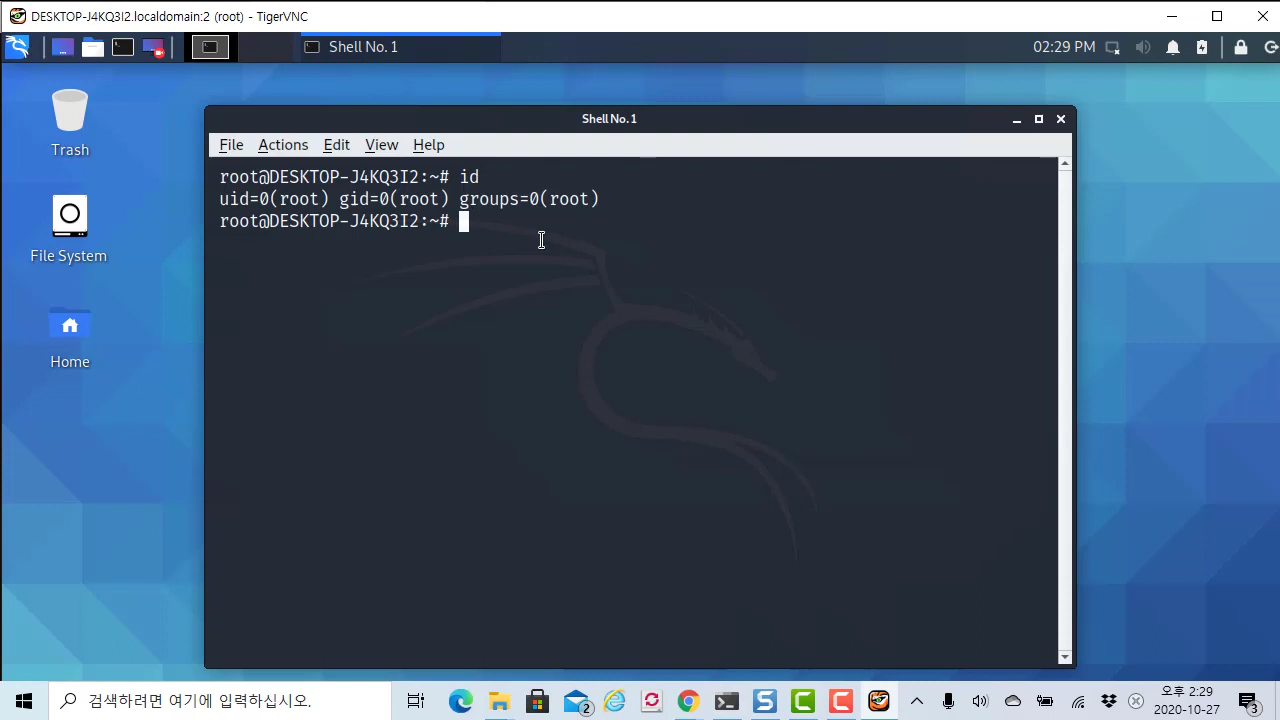 DESKTOP-J4KQ3I2.localdomain:2 (root) - TigerVNC
Shell No. 1
02:29 PM
Trash
File System
Home
Shell No. 1
File Actions Edit View Help
root@DESKTOP-J4KQ3I2:~# id
uid=0(root) gid=0(root) groups=0(root)
root@DESKTOP-J4KQ3I2:~#
검색하려면 여기에 입력하십시오.
2
오후 2:29
2020-10-27
3